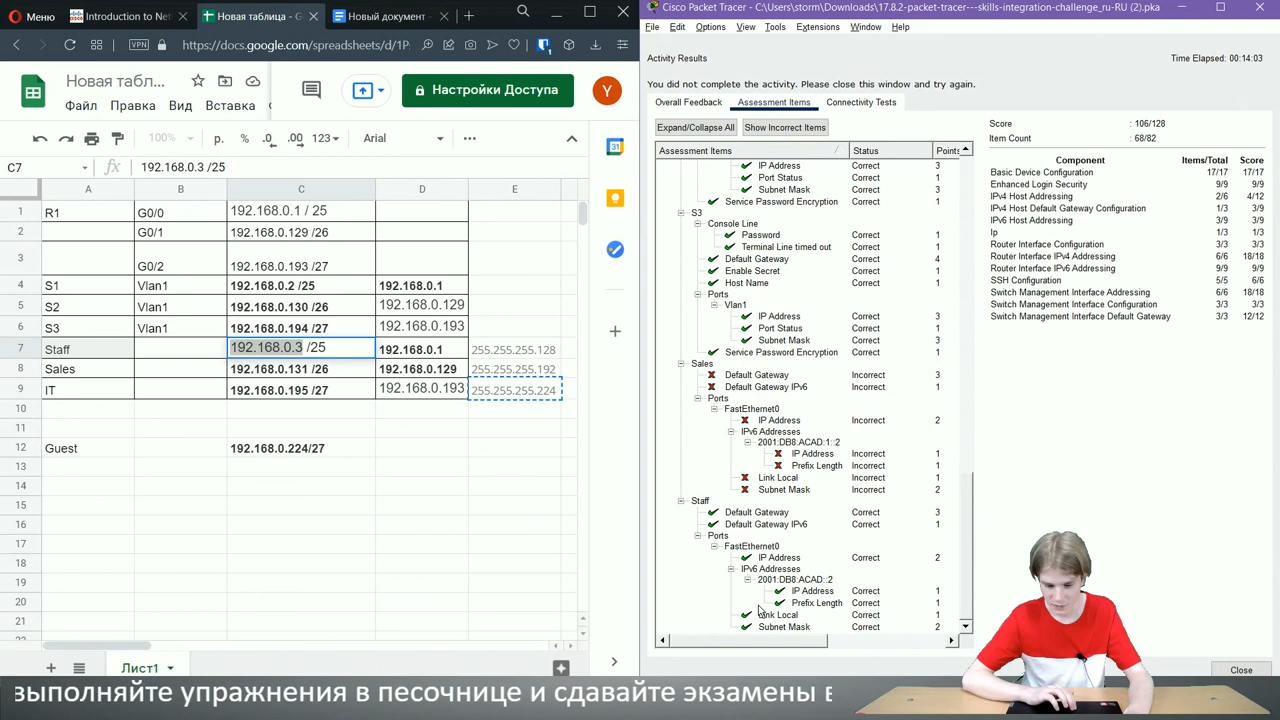 Меню
Introduction to Net
Новая таблица -
Новый документ
VPN
https://docs.google.com/spreadsheets/d/1P
Новая табл...
Файл Правка Вид Вставка
Настройки Доступа
Y
100%
р. % .0 .00 123 Arial
C7 fx 192.168.0.3 /25
A B C D E
1 R1 G0/0 192.168.0.1 / 25
2 G0/1 192.168.0.129 /26
3 G0/2 192.168.0.193 /27
4 S1 Vlan1 192.168.0.2 /25 192.168.0.1
5 S2 Vlan1 192.168.0.130 /26 192.168.0.129
6 S3 Vlan1 192.168.0.194 /27 192.168.0.193
7 Staff 192.168.0.3 /25 192.168.0.1 255.255.255.128
8 Sales 192.168.0.131 /26 192.168.0.129 255.255.255.192
9 IT 192.168.0.195 /27 192.168.0.193 255.255.255.224
10
11
12 Guest 192.168.0.224/27
13
14
15
16
17
18
19
20
21
22
Лист1
Cisco Packet Tracer - C:\Users\storm\Downloads\17.8.2-packet-tracer---skills-integration-challenge_ru-RU (2).pka
File Edit Options View Tools Extensions Window Help
Activity Results Time Elapsed: 00:14:03
You did not complete the activity. Please close this window and try again.
Overall Feedback Assessment Items Connectivity Tests
Expand/Collapse All Show Incorrect Items
Assessment Items Status Points
IP Address Correct 3
Port Status Correct 1
Subnet Mask Correct 3
Service Password Encryption Correct 1
S3
Console Line
Password Correct 1
Terminal Line timed out Correct 1
Default Gateway Correct 4
Enable Secret Correct 1
Host Name Correct 1
Ports
Vlan1
IP Address Correct 3
Port Status Correct 1
Subnet Mask Correct 3
Service Password Encryption Correct 1
Sales
Default Gateway Incorrect 3
Default Gateway IPv6 Incorrect 1
Ports
FastEthernet0
IP Address Incorrect 2
IPv6 Addresses
2001:DB8:ACAD:1::2
IP Address Incorrect 1
Prefix Length Incorrect 1
Link Local Incorrect 1
Subnet Mask Incorrect 2
Staff
Default Gateway Correct 3
Default Gateway IPv6 Correct 1
Ports
FastEthernet0
IP Address Correct 2
IPv6 Addresses
2001:DB8:ACAD::2
IP Address Correct 1
Prefix Length Correct 1
Link Local Correct 1
Subnet Mask Correct 2
Score : 106/128
Item Count : 68/82
Component Items/Total Score
Basic Device Configuration 17/17 17/17
Enhanced Login Security 9/9 9/9
IPv4 Host Addressing 2/6 4/12
IPv4 Host Default Gateway Configuration 1/3 3/9
IPv6 Host Addressing 3/9 3/9
Ip 1/3 1/3
Router Interface Configuration 3/3 3/3
Router Interface IPv4 Addressing 6/6 18/18
Router Interface IPv6 Addressing 9/9 9/9
SSH Configuration 5/5 6/6
Switch Management Interface Addressing 6/6 18/18
Switch Management Interface Configuration 3/3 3/3
Switch Management Interface Default Gateway 3/3 12/12
Close
выполняйте упражнения в песочнице и сдавайте экзамены в